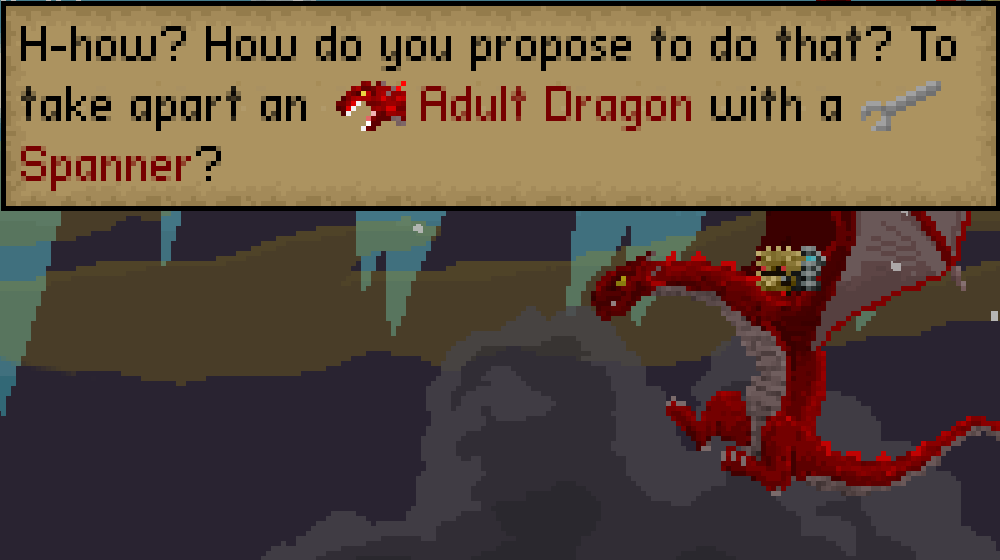 H-how? How do you propose to do that? To
take apart an Adult Dragon with a
Spanner?